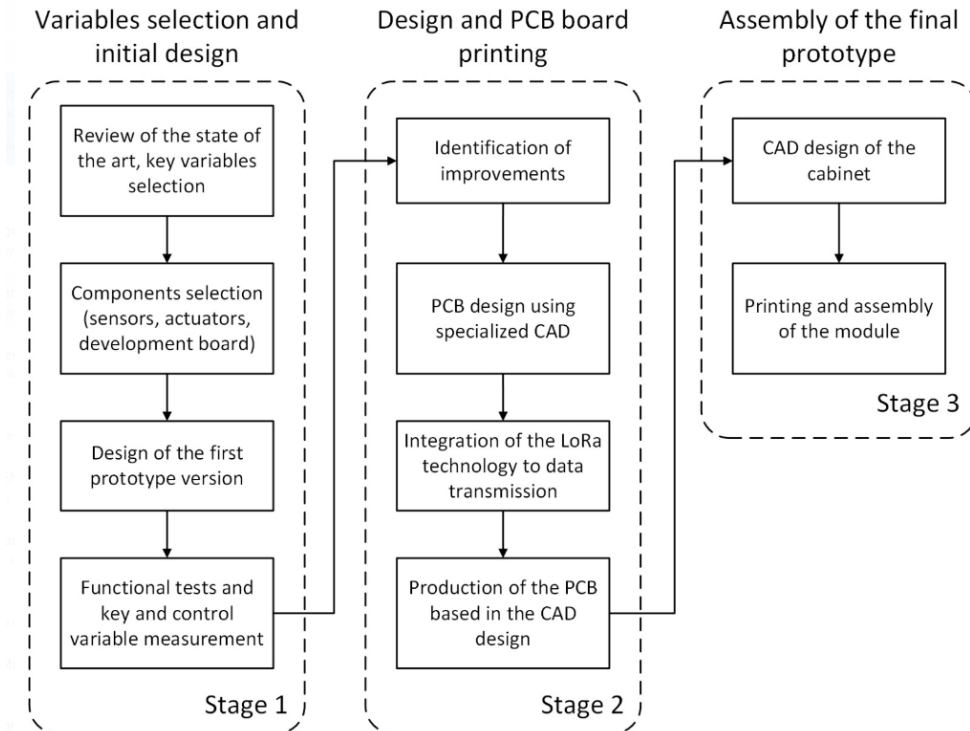 Variables selection and
initial design
Review of the state of
the art, key variables
selection
Components selection
(sensors, actuators,
development board)
Design of the first
prototype version
Functional tests and
key and control
variable measurement
Stage 1
Design and PCB board
printing
Identification of
improvements
PCB design using
specialized CAD
Integration of the LoRa
technology to data
transmission
Production of the PCB
based in the CAD
design
Stage 2
Assembly of the final
prototype
CAD design of the
cabinet
Printing and assembly
of the module
Stage 3